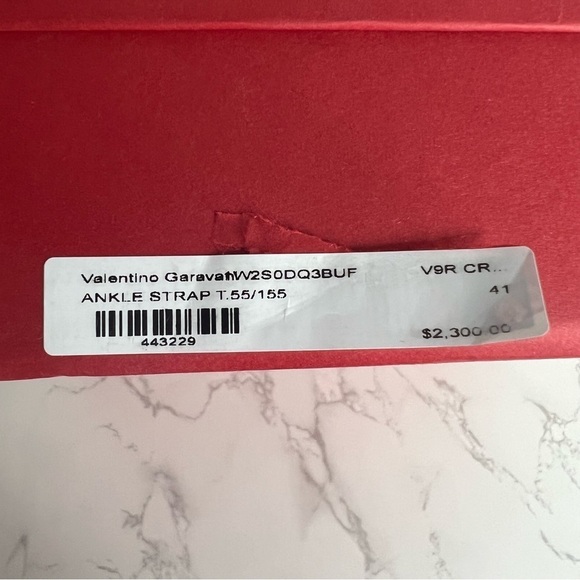 Valentino GaravaniW2S0DQ3BUF V9R CR...
ANKLE STRAP T.55/155 41
443229 $2,300.00